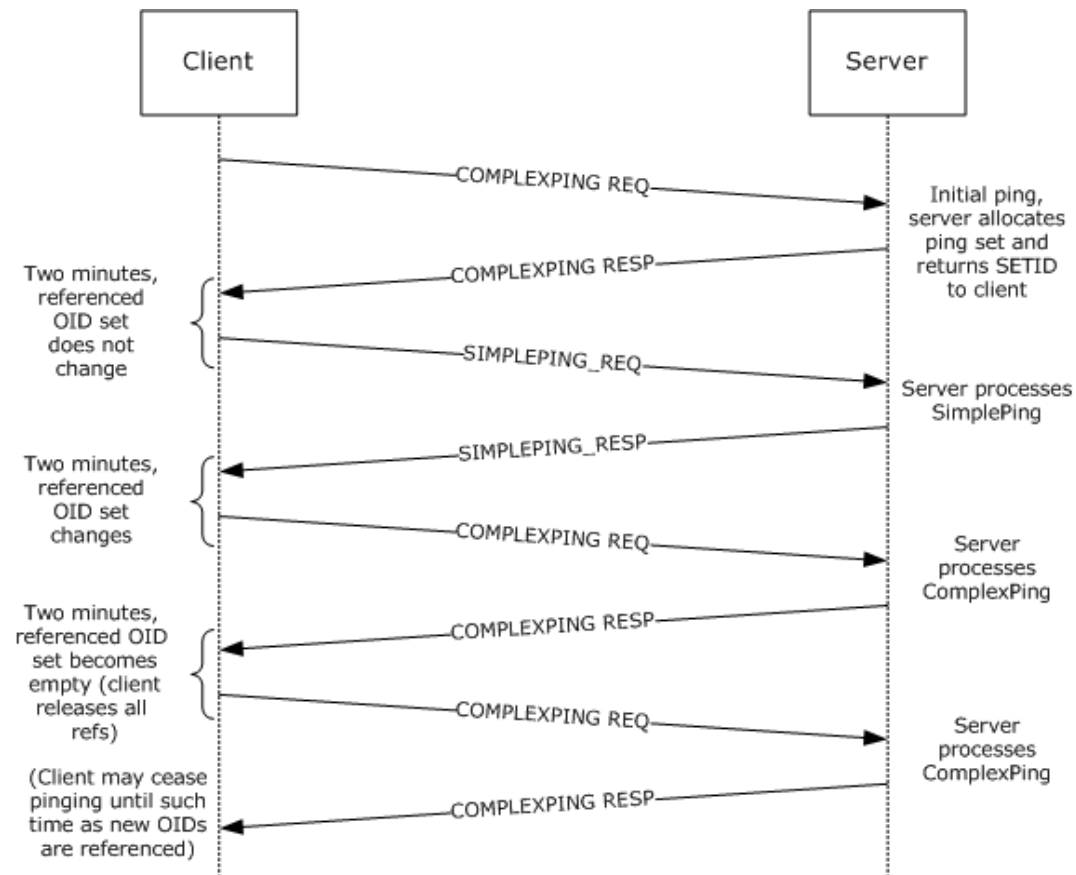 Client
Server
COMPLEXPING REQ
Initial ping,
server allocates
ping set and
returns SETID
to client
COMPLEXPING RESP
Two minutes,
referenced
OID set
does not
change
SIMPLEPING_REQ
Server processes
SimplePing
SIMPLEPING_RESP
Two minutes,
referenced
OID set
changes
COMPLEXPING REQ
Server
processes
ComplexPing
COMPLEXPING RESP
Two minutes,
referenced OID
set becomes
empty (client
releases all
refs)
COMPLEXPING REQ
Server
processes
ComplexPing
COMPLEXPING RESP
(Client may cease
pinging until such
time as new OIDs
are referenced)